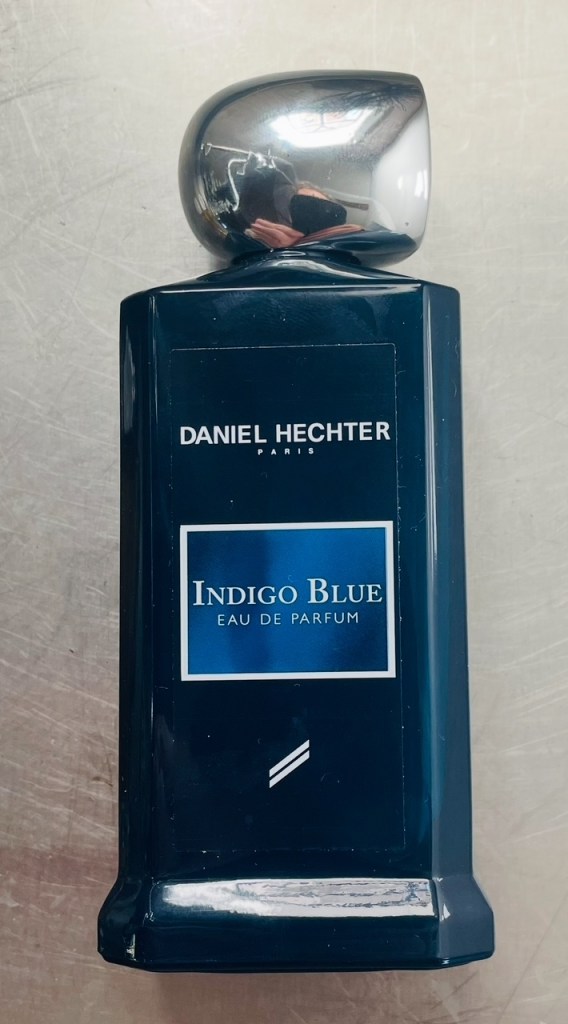 DANIEL HECHTER
PARIS
INDIGO BLUE
EAU DE PARFUM